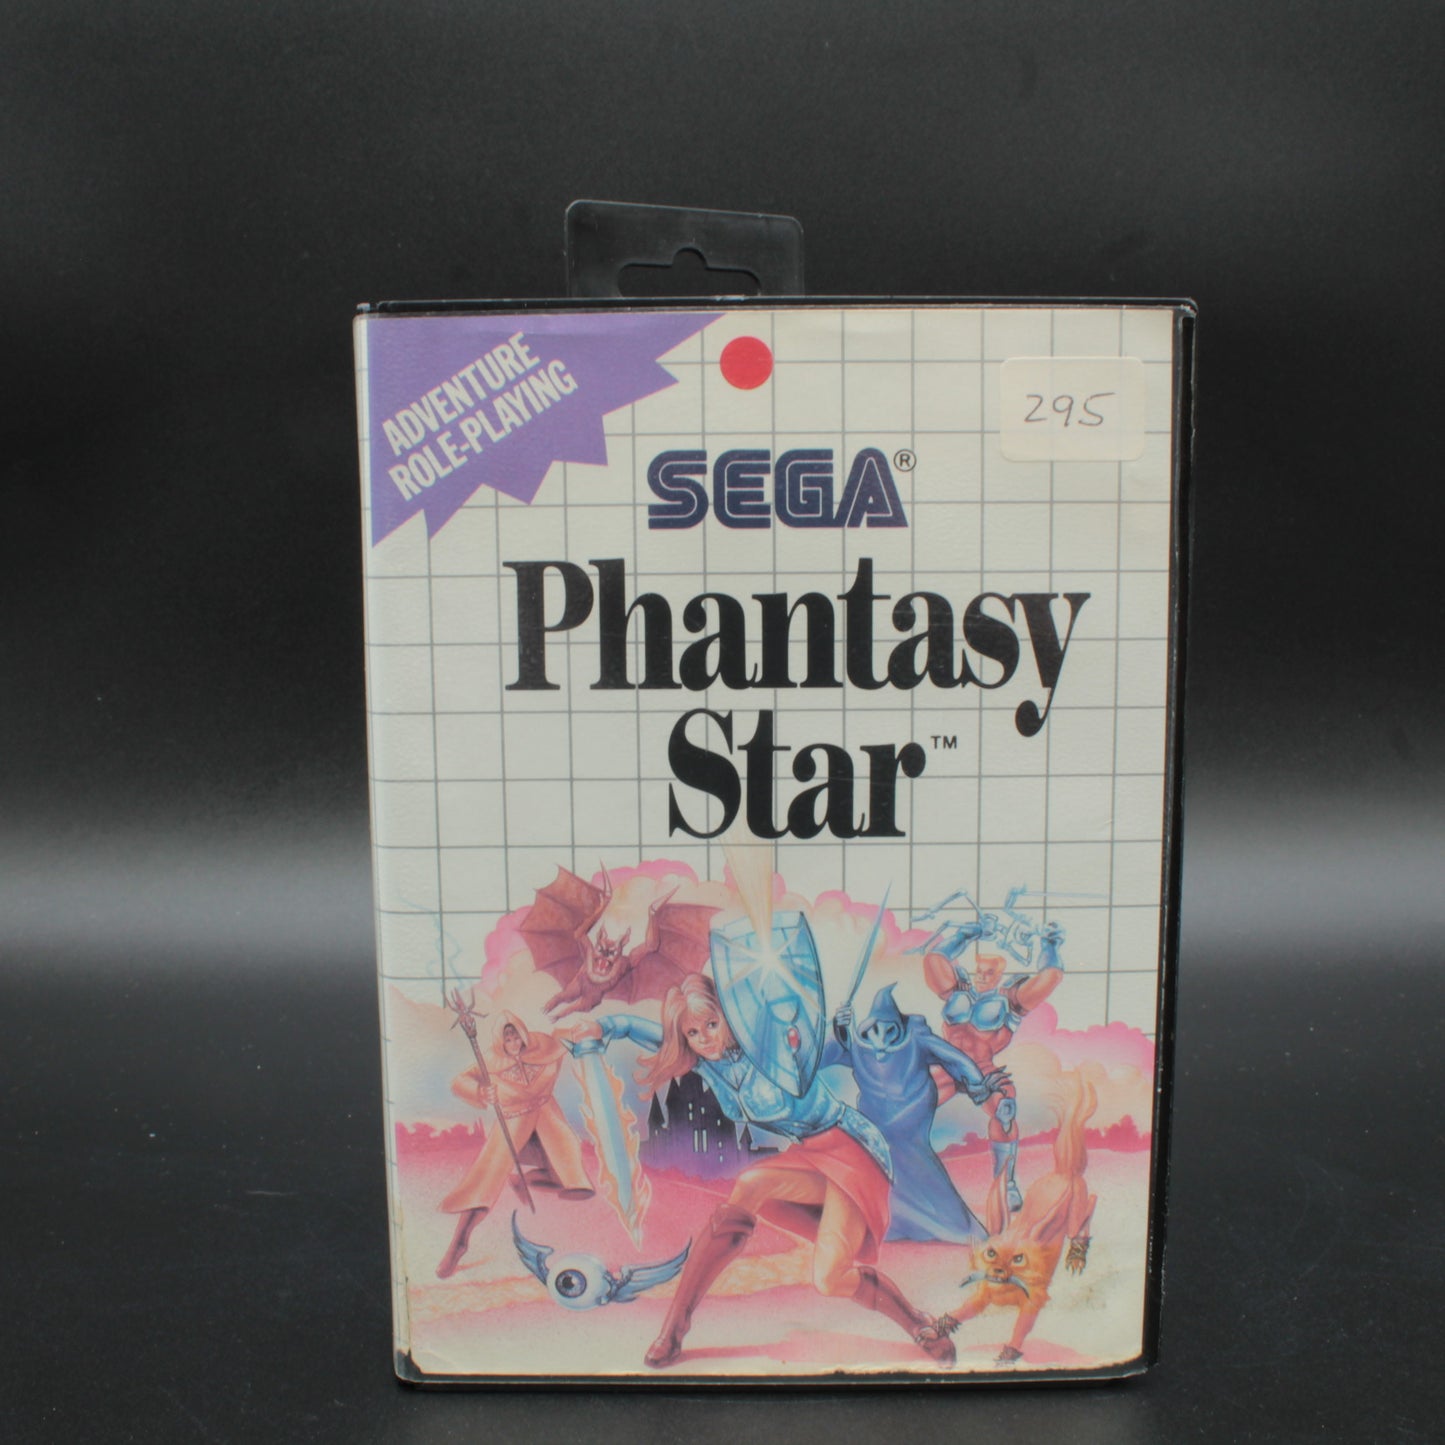 ADVENTURE
ROLE-PLAYING
295
SEGA®
Phantasy
Star™